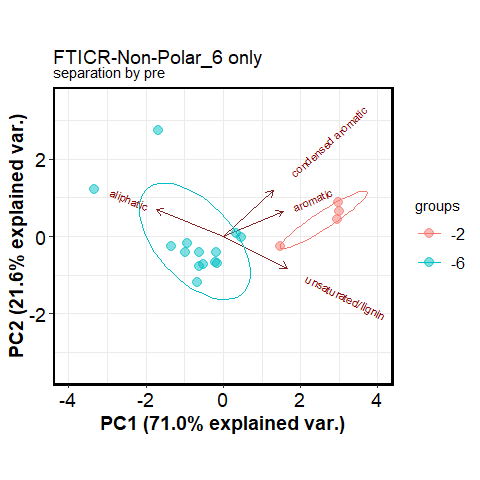 FTICR-Non-Polar_6 only
separation by pre
PC2 (21.6% explained var.)
2
0
-2
condensed aromatic
aliphatic
aromatic
unsaturated/lignin
groups
-2
-6
-4
-2
0
2
4
PC1 (71.0% explained var.)